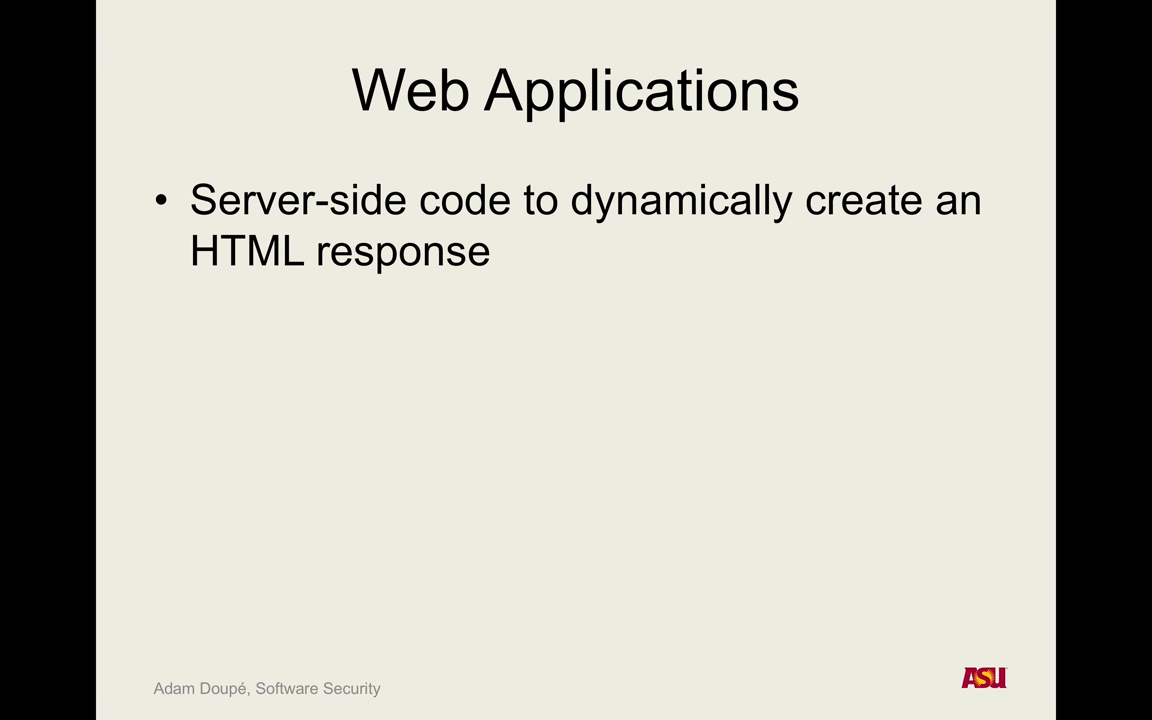 Web Applications
• Server-side code to dynamically create an
HTML response
Adam Doupé, Software Security
ASU